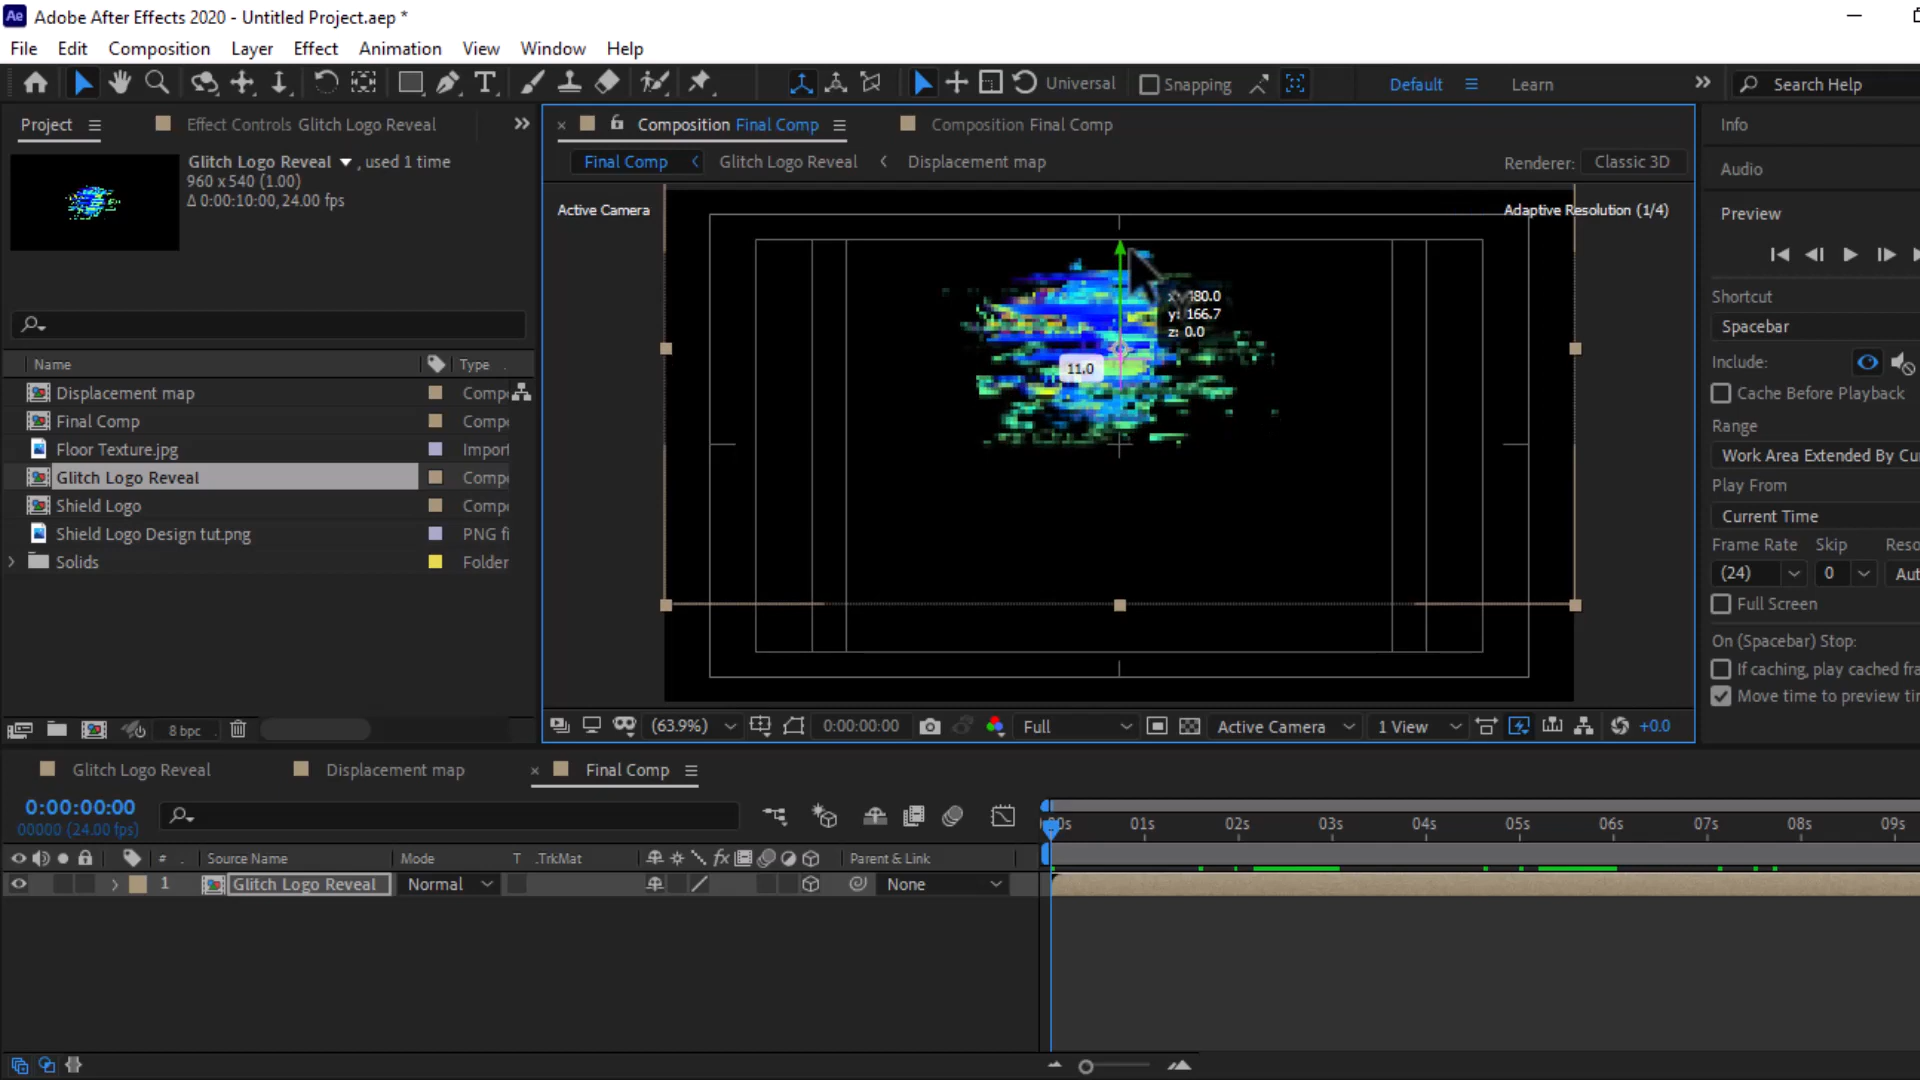 Ae Adobe After Effects 2020 - Untitled Project.aep *
File Edit Composition Layer Effect Animation View Window Help
Universal Snapping Default Learn Search Help
Project Effect Controls Glitch Logo Reveal
Glitch Logo Reveal , used 1 time
960 x 540 (1.00)
Δ 0:00:10:00, 24.00 fps
Name Type
Displacement map Comp
Final Comp Comp
Floor Texture.jpg Import
Glitch Logo Reveal Comp
Shield Logo Comp
Shield Logo Design tut.png PNG fi
Solids Folder
8 bpc
Composition Final Comp Composition Final Comp
Final Comp Glitch Logo Reveal Displacement map Renderer: Classic 3D
Active Camera Adaptive Resolution (1/4)
x: 480.0
y: 166.7
z: 0.0
11.0
(63.9%) 0:00:00:00 Full Active Camera 1 View +0.0
Info
Audio
Preview
Shortcut
Spacebar
Include:
Cache Before Playback
Range
Work Area Extended By Cu
Play From
Current Time
Frame Rate Skip Reso
(24) 0 Aut
Full Screen
On (Spacebar) Stop:
If caching, play cached fra
Move time to preview ti
Glitch Logo Reveal Displacement map Final Comp
0:00:00:00
00000 (24.00 fps)
00s 01s 02s 03s 04s 05s 06s 07s 08s 09s
# Source Name Mode T .TrkMat fx Parent & Link
1 Glitch Logo Reveal Normal None